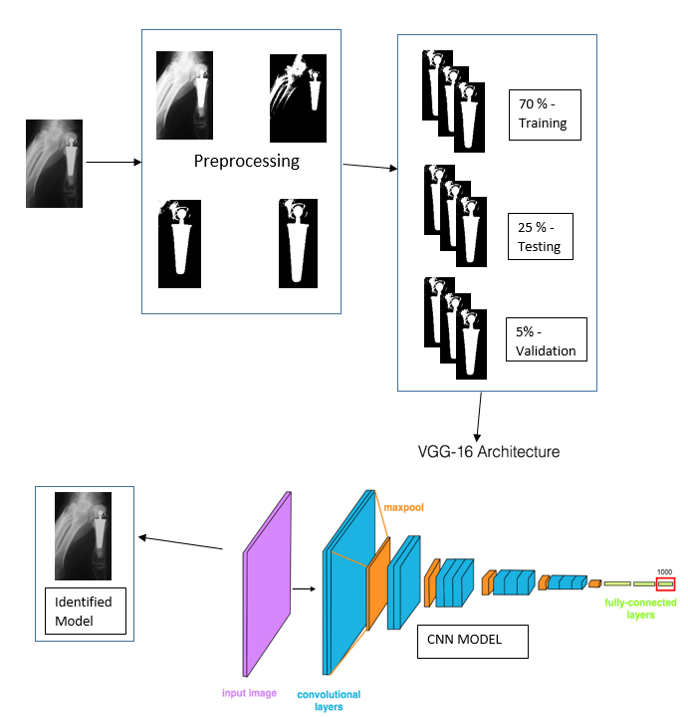 Preprocessing
70 % -
Training
25 % -
Testing
5% -
Validation
VGG-16 Architecture
maxpool
1000
fully-connected
layers
CNN MODEL
Identified
Model
input image
convolutional
layers